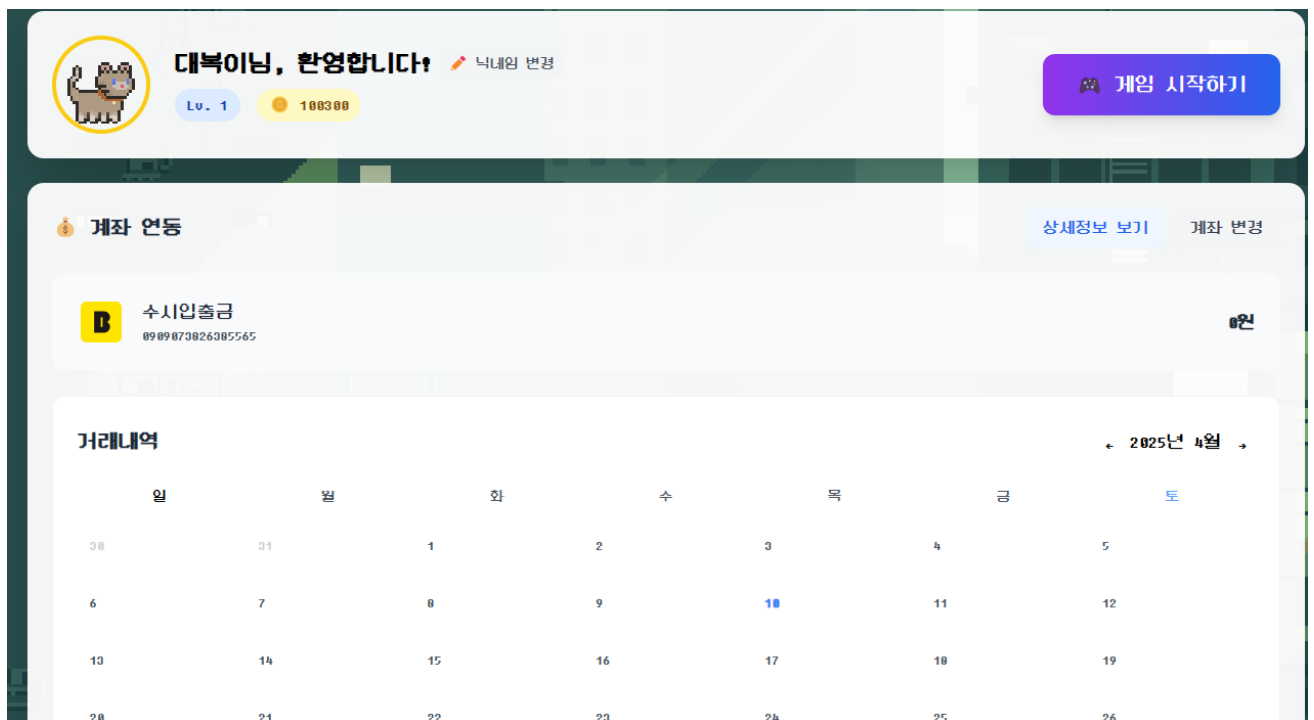 대복이님, 환영합니다!
닉네임 변경
Lv. 1
100300
게임 시작하기
계좌 연동
상세정보 보기
계좌 변경
B
수시입출금
0909073826385565
0원
거래내역
← 2025년 4월 →
일 월 화 수 목 금 토
30 31 1 2 3 4 5
6 7 8 9 10 11 12
13 14 15 16 17 18 19
20 21 22 23 24 25 26